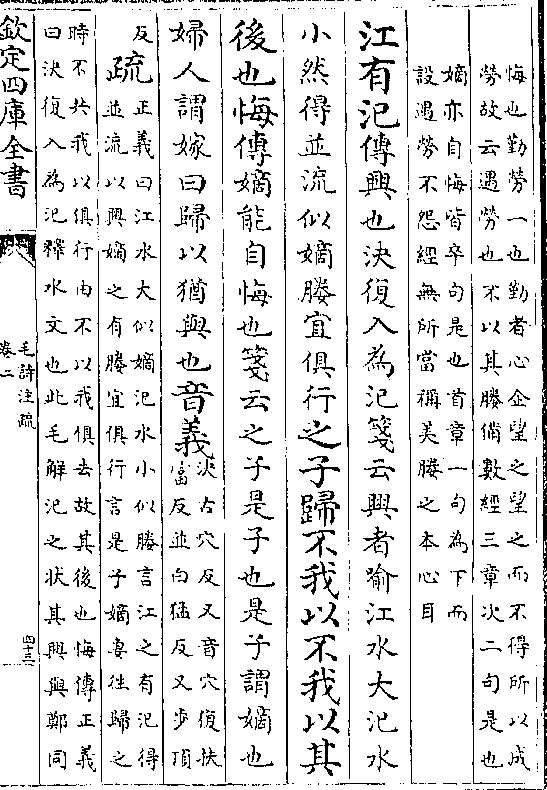 悔也勤勞一也勤者心企望之望之而不得所以成
勞故云遇勞也不以其媵備數經三章次二句是也
嫡亦自悔皆卒句是也首章一句為下而
設遇勞不怨經無所當稱美媵之本心耳
江有汜傳興也決復入為汜箋云興者喻江水大汜水
小然得並流似嫡媵宜俱行之子歸不我以不我以其
後也悔傳嫡能自悔也箋云之子是子也是子謂嫡也
婦人謂嫁曰歸以猶與也音義決古穴反又音穴復扶
富反並白猛反又步頂
反疏正義曰江水大似嫡汜水小似媵言江之有汜得
並流以興嫡之有媵宜俱行言是子嫡妻往歸之
時不共我以俱行由不以我俱去故其後也悔傳正義
曰決復入為汜釋水文也此毛解汜之狀其興與鄭同
欽定四庫全書
毛詩注疏
卷二
四十三